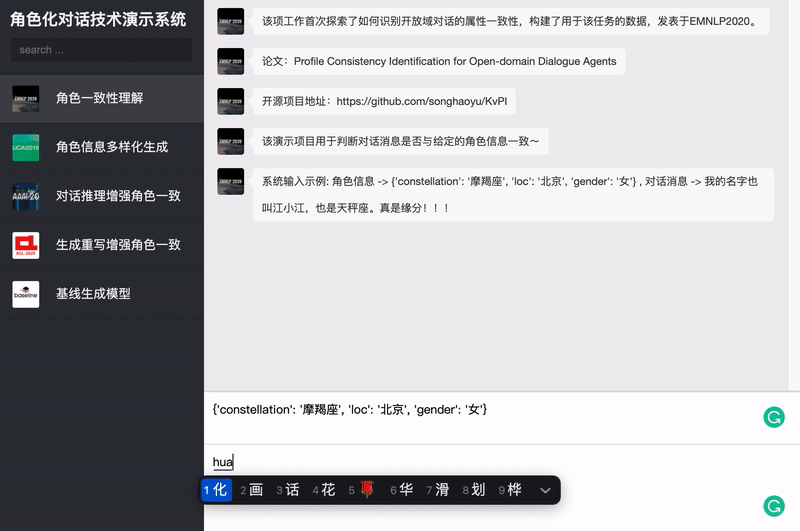 角色化对话技术演示系统
search ...
EMNLP 2020
角色一致性理解
IJCAI2019
角色信息多样化生成
AAAI'20
对话推理增强角色一致
ACL-2020
生成重写增强角色一致
baseline
基线生成模型
EMNLP 2020
该项工作首次探索了如何识别开放域对话的属性一致性，构建了用于该任务的数据，发表于EMNLP2020。
EMNLP 2020
论文：Profile Consistency Identification for Open-domain Dialogue Agents
EMNLP 2020
开源项目地址：https://github.com/songhaoyu/KvPI
EMNLP 2020
该演示项目用于判断对话消息是否与给定的角色信息一致～
EMNLP 2020
系统输入示例: 角色信息 -> {'constellation': '摩羯座', 'loc': '北京', 'gender': '女'} , 对话消息 -> 我的名字也
叫江小江，也是天秤座。真是缘分！！！
{'constellation': '摩羯座', 'loc': '北京', 'gender': '女'}
hua
1 化 2 画 3 话 4 花 5 🌹 6 华 7 滑 8 划 9 桦